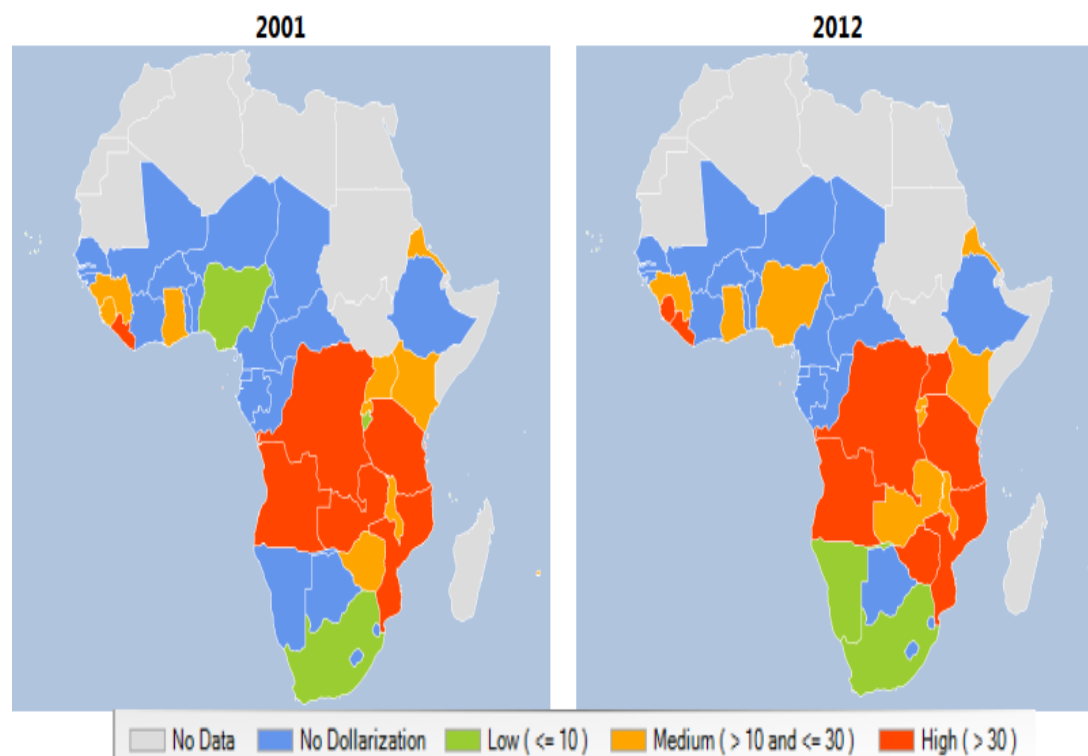 2001
2012
No Data
No Dollarization
Low ( <= 10 )
Medium ( > 10 and <= 30 )
High ( > 30 )